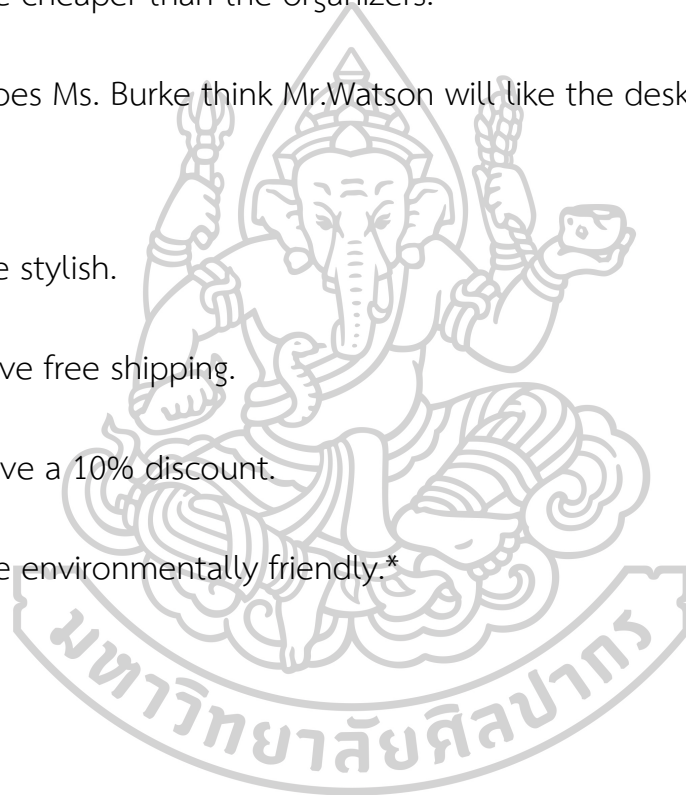 e cheaper than the organizers.
oes Ms. Burke think Mr.Watson will like the desk
e stylish.
ve free shipping.
ve a 10% discount.
e environmentally friendly.*
มหาวิทยาลัยศิลปากร